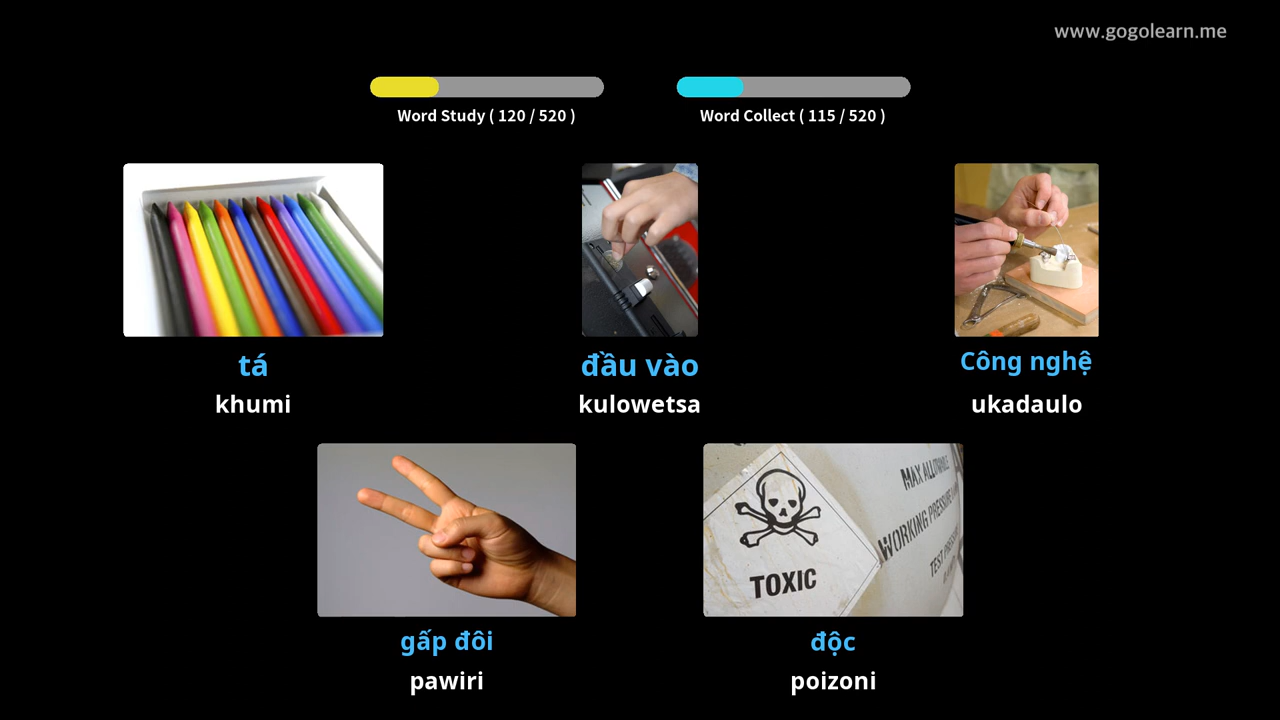 www.gogolearn.me
Word Study ( 120 / 520 )
Word Collect ( 115 / 520 )
tá
khumi
đầu vào
kulowetsa
Công nghệ
ukadaulo
gấp đôi
pawiri
TOXIC
MAX ALLOWABLE
WORKING PRESSURE
TEST PRESSURE
độc
poizoni